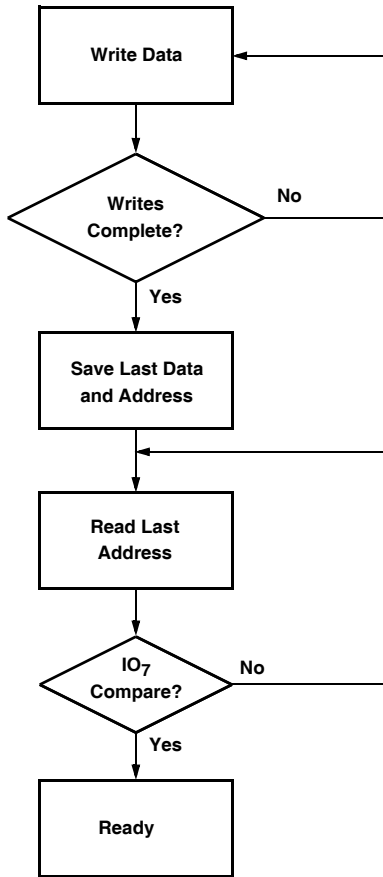 Write Data
Writes
Complete?
No
Yes
Save Last Data
and Address
Read Last
Address
IO7
Compare?
No
Yes
Ready